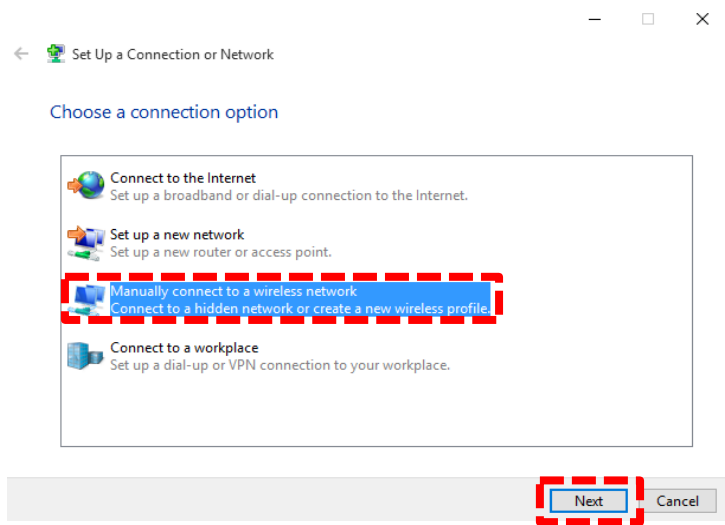 Set Up a Connection or Network
Choose a connection option
Connect to the Internet
Set up a broadband or dial-up connection to the Internet.
Set up a new network
Set up a new router or access point.
Manually connect to a wireless network
Connect to a hidden network or create a new wireless profile.
Connect to a workplace
Set up a dial-up or VPN connection to your workplace.
Next
Cancel